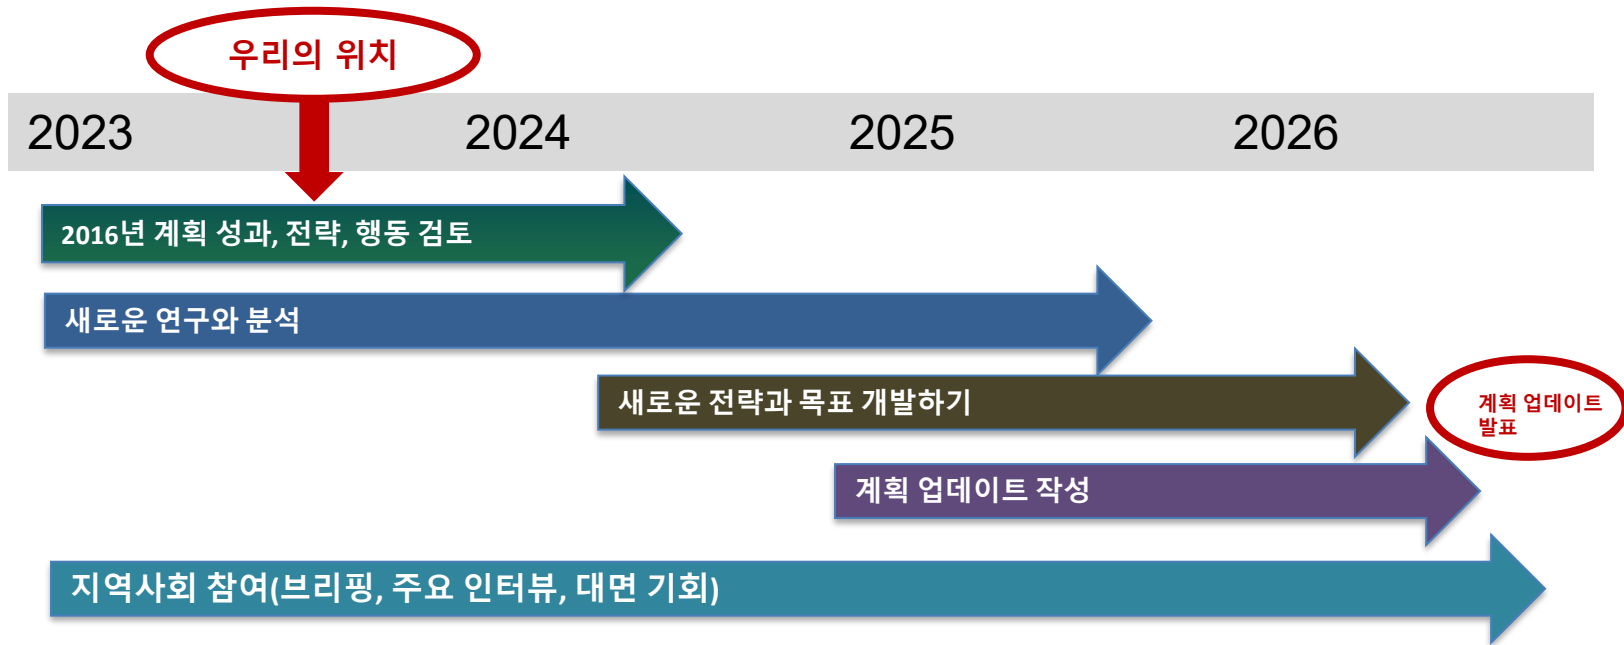 우리의 위치
2023 2024 2025 2026
2016년 계획 성과, 전략, 행동 검토
새로운 연구와 분석
새로운 전략과 목표 개발하기
계획 업데이트
발표
계획 업데이트 작성
지역사회 참여(브리핑, 주요 인터뷰, 대면 기회)